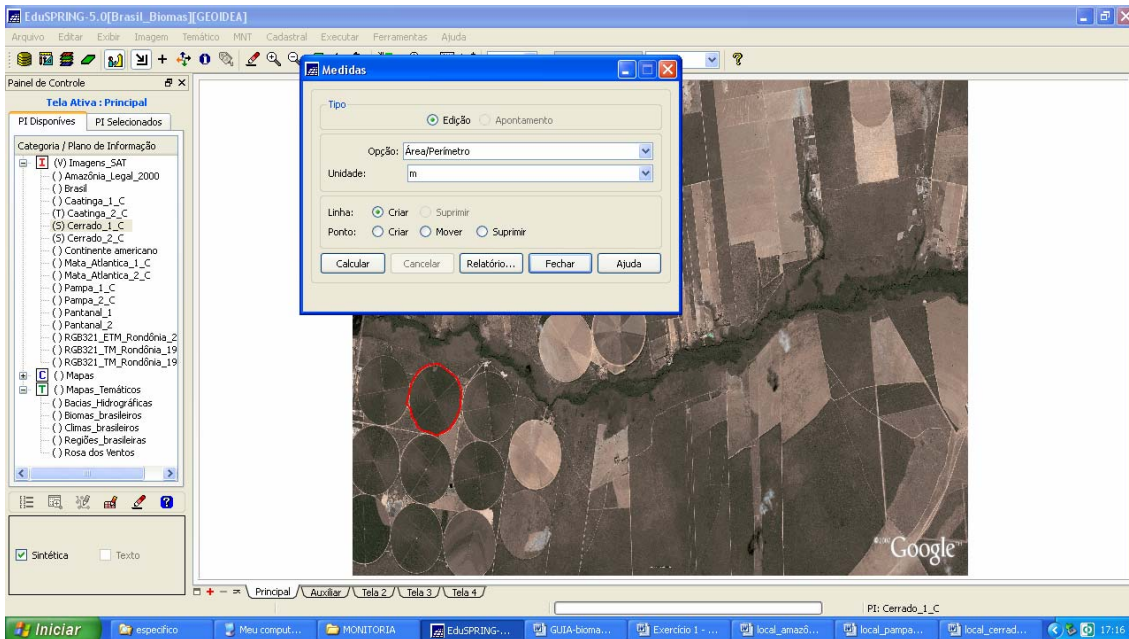 EduSPRING-5.0[Brasil_Biomas][GEOIDEA]
Arquivo Editar Exibir Imagem Temático MNT Cadastral Executar Ferramentas Ajuda
Painel de Controle
Tela Ativa : Principal
PI Disponíves PI Selecionados
Categoria / Plano de Informação
(V) Imagens_SAT
( ) Amazônia_Legal_2000
( ) Brasil
( ) Caatinga_1_C
(T) Caatinga_2_C
(S) Cerrado_1_C
(S) Cerrado_2_C
( ) Continente americano
( ) Mata_Atlantica_1_C
( ) Mata_Atlantica_2_C
( ) Pampa_1_C
( ) Pampa_2_C
( ) Pantanal_1
( ) Pantanal_2
( ) RGB321_ETM_Rondônia_2
( ) RGB321_TM_Rondônia_19
( ) RGB321_TM_Rondônia_19
( ) Mapas
( ) Mapas_Temáticos
( ) Bacias_Hidrográficas
( ) Biomas_brasileiros
( ) Climas_brasileiros
( ) Regiões_brasileiras
( ) Rosa dos Ventos
Sintética Texto
Medidas
Tipo
Edição Apontamento
Opção: Área/Perímetro
Unidade: m
Linha: Criar Suprimir
Ponto: Criar Mover Suprimir
Calcular Cancelar Relatório... Fechar Ajuda
Google
Principal Auxiliar Tela 2 Tela 3 Tela 4
PI: Cerrado_1_C
Iniciar especifico Meu comput... MONITORIA EduSPRING-... GUIA-bioma... Exercício 1 - ... local_amazô... local_pampa... local_cerrad... 17:16